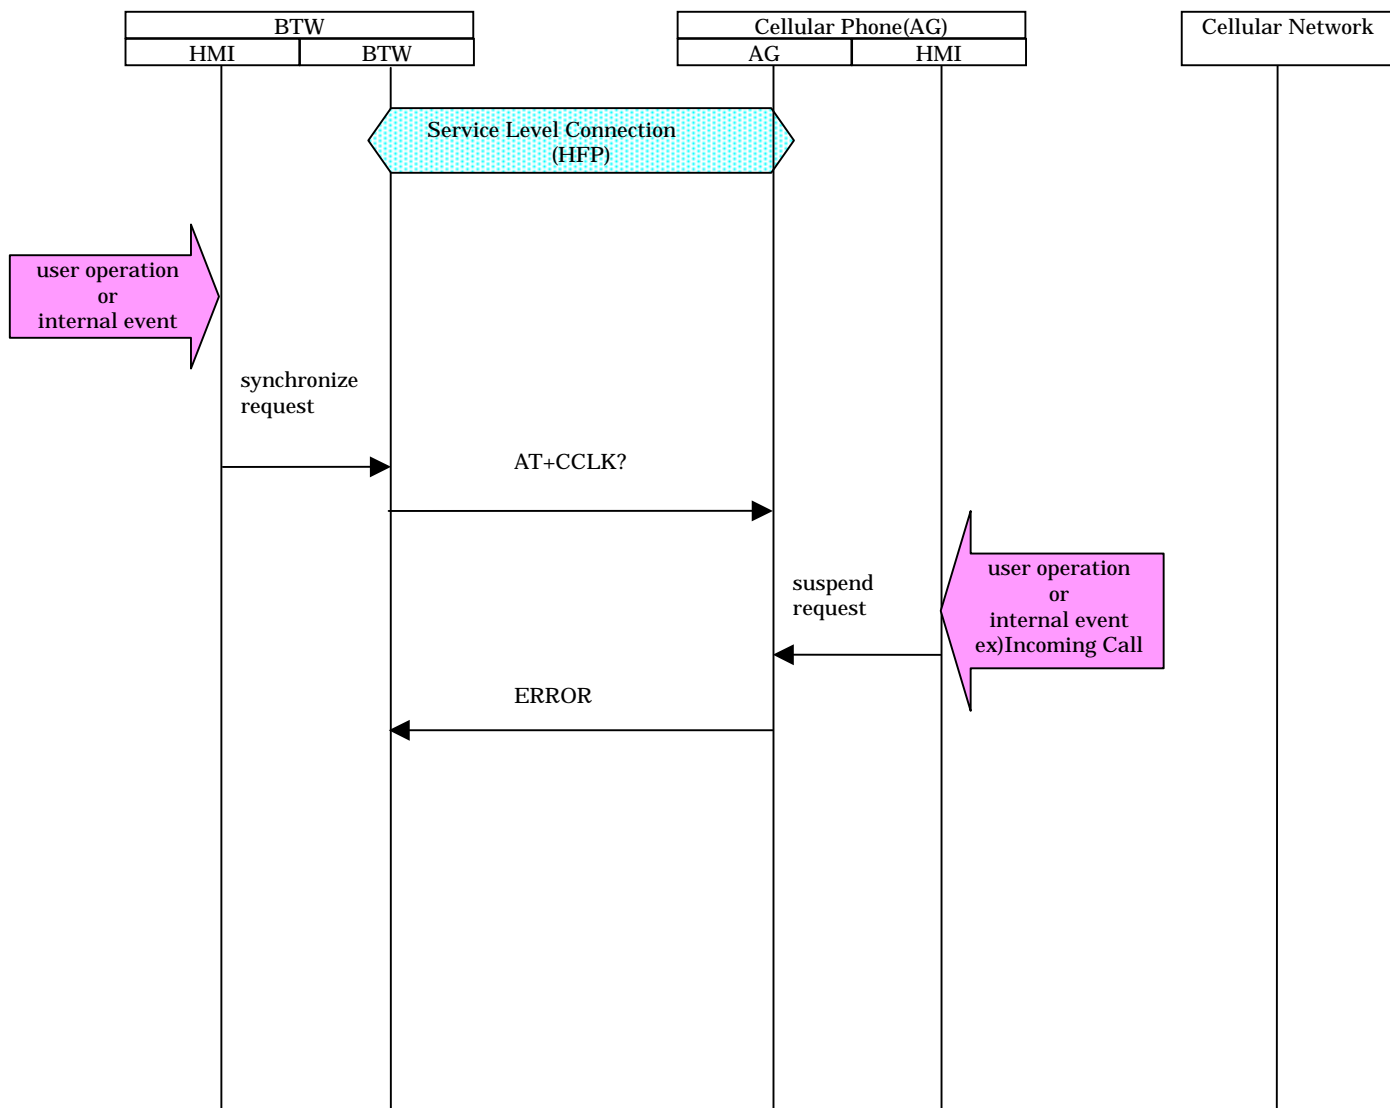 BTW
Cellular Phone(AG)
Cellular Network
HMI
BTW
AG
HMI
Service Level Connection
(HFP)
user operation
or
internal event
synchronize
request
AT+CCLK?
user operation
or
internal event
ex)Incoming Call
suspend
request
ERROR